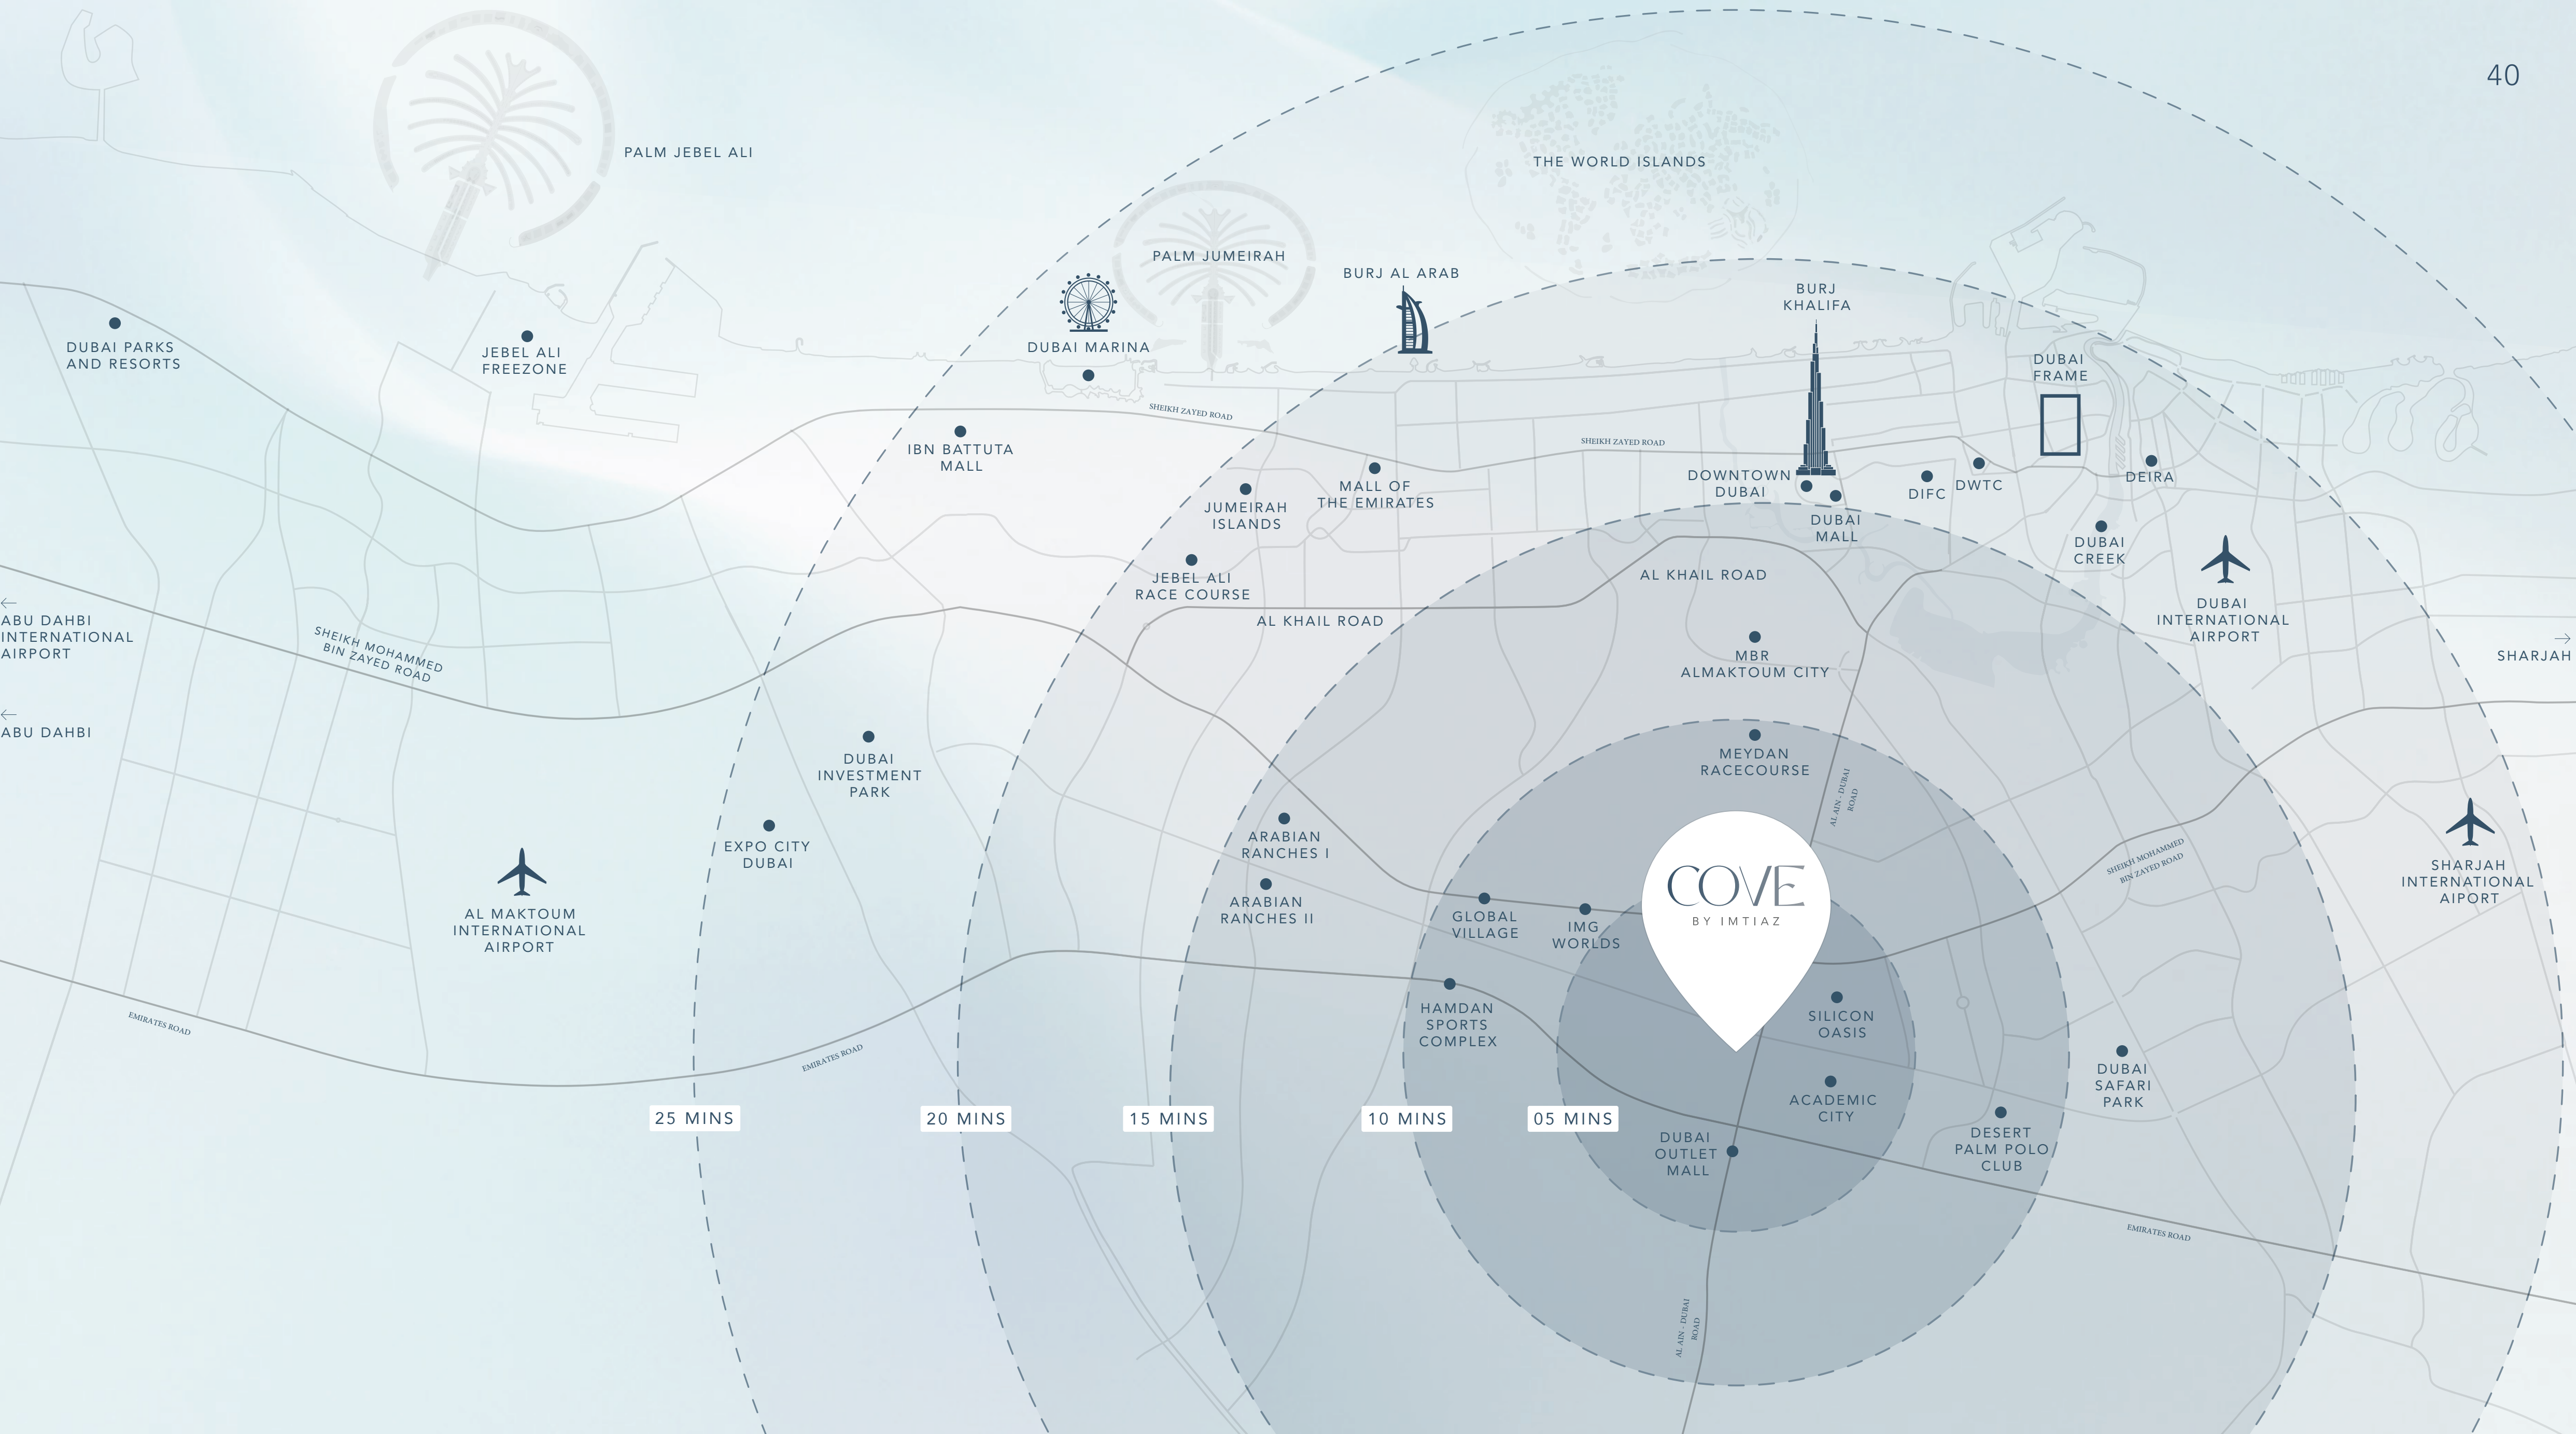 40
PALM JEBEL ALI
THE WORLD ISLANDS
PALM JUMEIRAH
BURJ AL ARAB
BURJ
KHALIFA
DUBAI PARKS
AND RESORTS
JEBEL ALI
FREEZONE
DUBAI MARINA
DUBAI
FRAME
SHEIKH ZAYED ROAD
SHEIKH ZAYED ROAD
IBN BATTUTA
MALL
JUMEIRAH
ISLANDS
MALL OF
THE EMIRATES
DOWNTOWN
DUBAI
DUBAI
MALL
DIFC
DWTC
DEIRA
DUBAI
CREEK
JEBEL ALI
RACE COURSE
AL KHAIL ROAD
AL KHAIL ROAD
DUBAI
INTERNATIONAL
AIRPORT
←
ABU DAHBI
INTERNATIONAL
AIRPORT
SHEIKH MOHAMMED
BIN ZAYED ROAD
→
SHARJAH
MBR
ALMAKTOUM CITY
←
ABU DAHBI
DUBAI
INVESTMENT
PARK
MEYDAN
RACECOURSE
AL AIN - DUBAI
ROAD
EXPO CITY
DUBAI
ARABIAN
RANCHES I
ARABIAN
RANCHES II
COVE
BY IMTIAZ
SHEIKH MOHAMMED
BIN ZAYED ROAD
SHARJAH
INTERNATIONAL
AIPORT
AL MAKTOUM
INTERNATIONAL
AIRPORT
GLOBAL
VILLAGE
IMG
WORLDS
HAMDAN
SPORTS
COMPLEX
SILICON
OASIS
EMIRATES ROAD
EMIRATES ROAD
DUBAI
SAFARI
PARK
ACADEMIC
CITY
25 MINS
20 MINS
15 MINS
10 MINS
05 MINS
DUBAI
OUTLET
MALL
DESERT
PALM POLO
CLUB
EMIRATES ROAD
AL AIN - DUBAI
ROAD